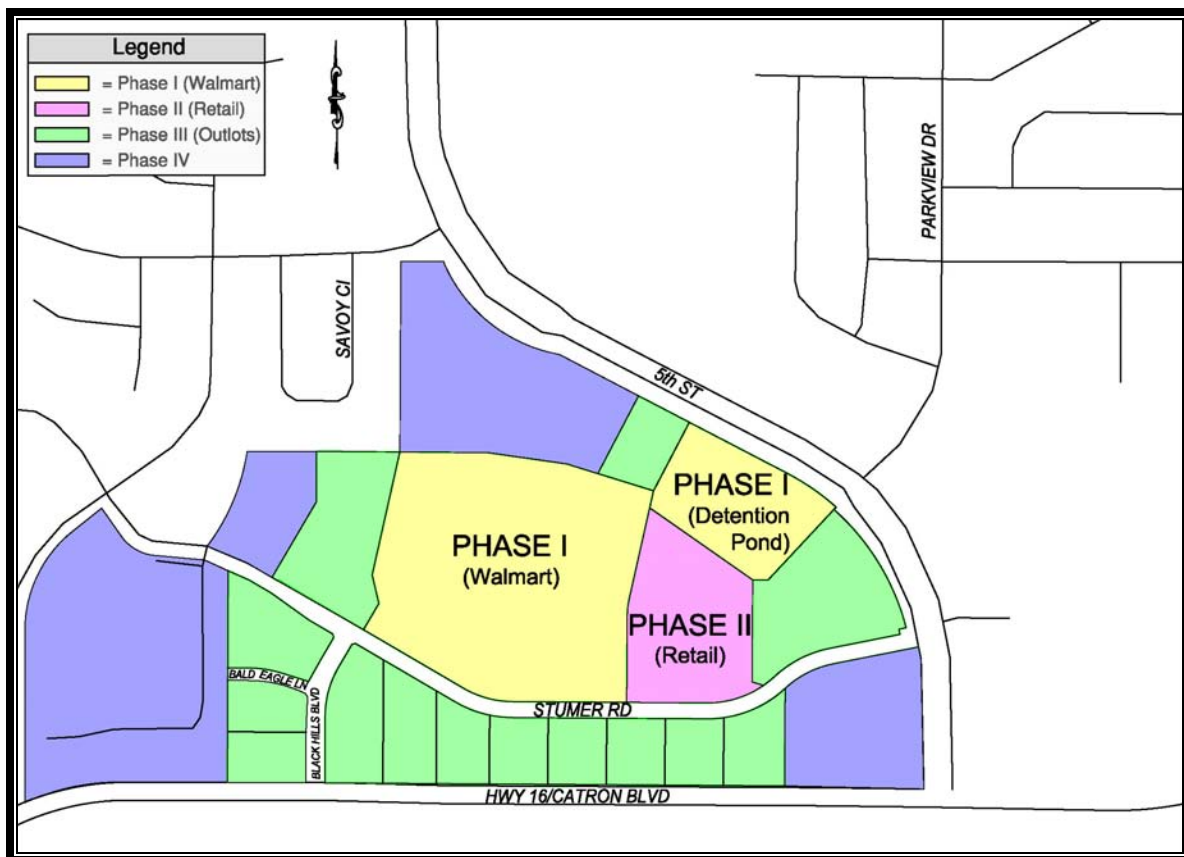 Legend
= Phase I (Walmart)
= Phase II (Retail)
= Phase III (Outlots)
= Phase IV
PARKVIEW DR
SAVOY CI
5th ST
PHASE I
(Detention
Pond)
PHASE I
(Walmart)
PHASE II
(Retail)
BALD EAGLE LN
BLACK HILLS BLVD
STUMER RD
HWY 16/CATRON BLVD